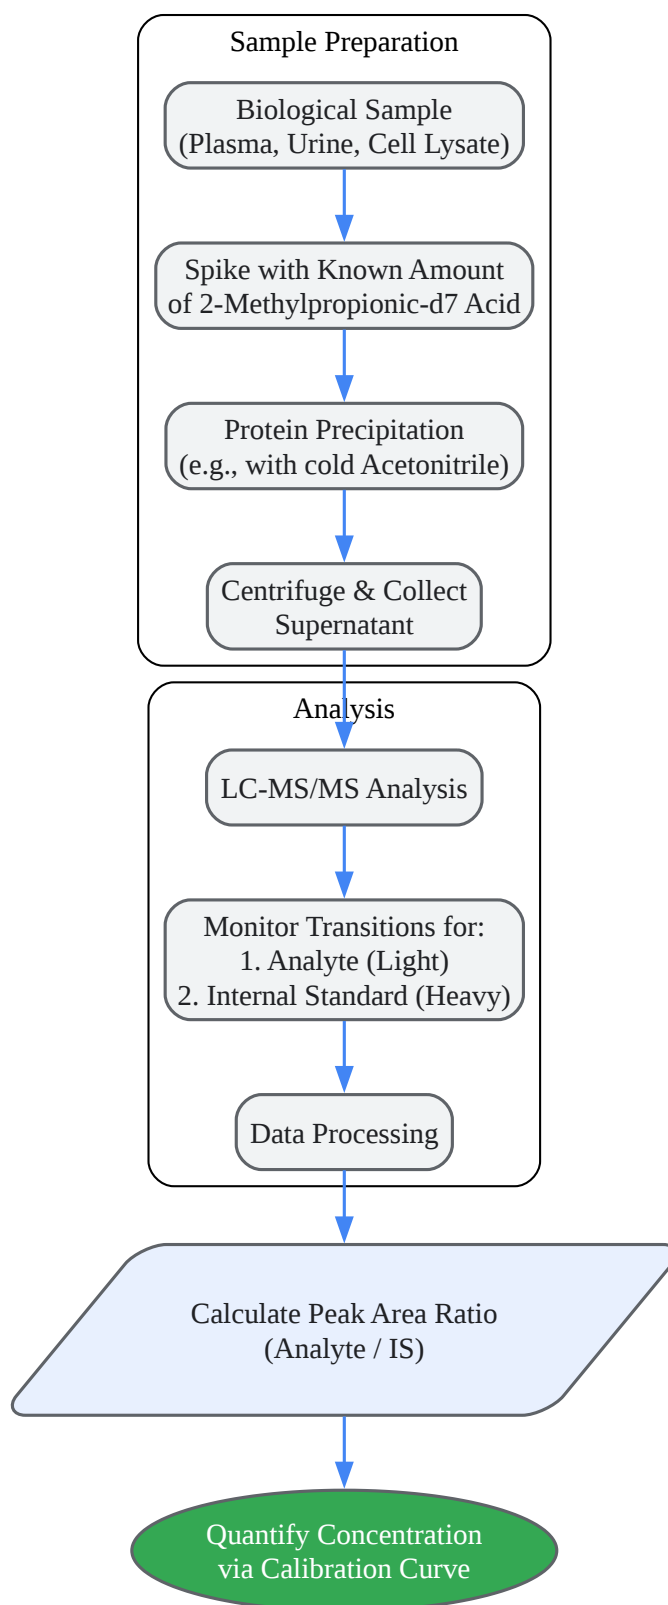 Sample Preparation
Biological Sample
(Plasma, Urine, Cell Lysate)
Spike with Known Amount
of 2-Methylpropionic-d7 Acid
Protein Precipitation
(e.g., with cold Acetonitrile)
Centrifuge & Collect
Supernatant
Analysis
LC-MS/MS Analysis
Monitor Transitions for:
1. Analyte (Light)
2. Internal Standard (Heavy)
Data Processing
Calculate Peak Area Ratio
(Analyte / IS)
Quantify Concentration
via Calibration Curve